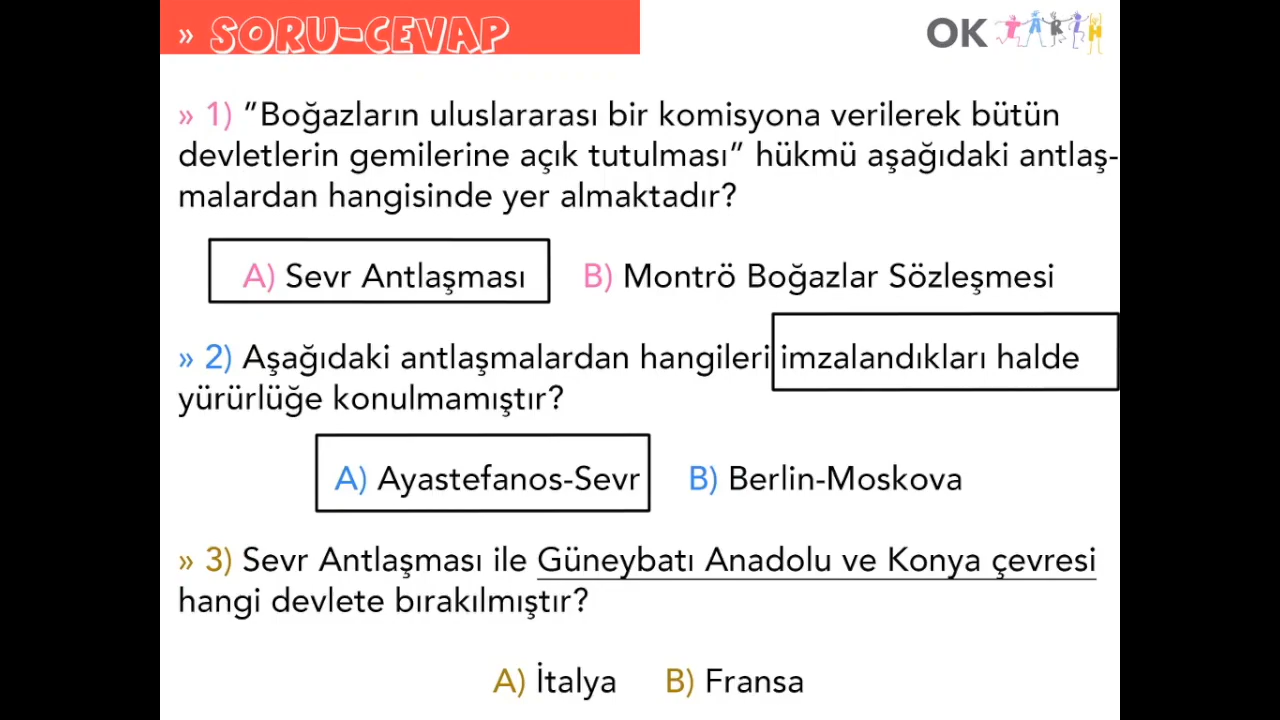 » SORU-CEVAP
OK TARİH
» 1) ”Boğazların uluslararası bir komisyona verilerek bütün
devletlerin gemilerine açık tutulması” hükmü aşağıdaki antlaş-
malardan hangisinde yer almaktadır?
A) Sevr Antlaşması B) Montrö Boğazlar Sözleşmesi
» 2) Aşağıdaki antlaşmalardan hangileri imzalandıkları halde
yürürlüğe konulmamıştır?
A) Ayastefanos-Sevr B) Berlin-Moskova
» 3) Sevr Antlaşması ile Güneybatı Anadolu ve Konya çevresi
hangi devlete bırakılmıştır?
A) İtalya B) Fransa